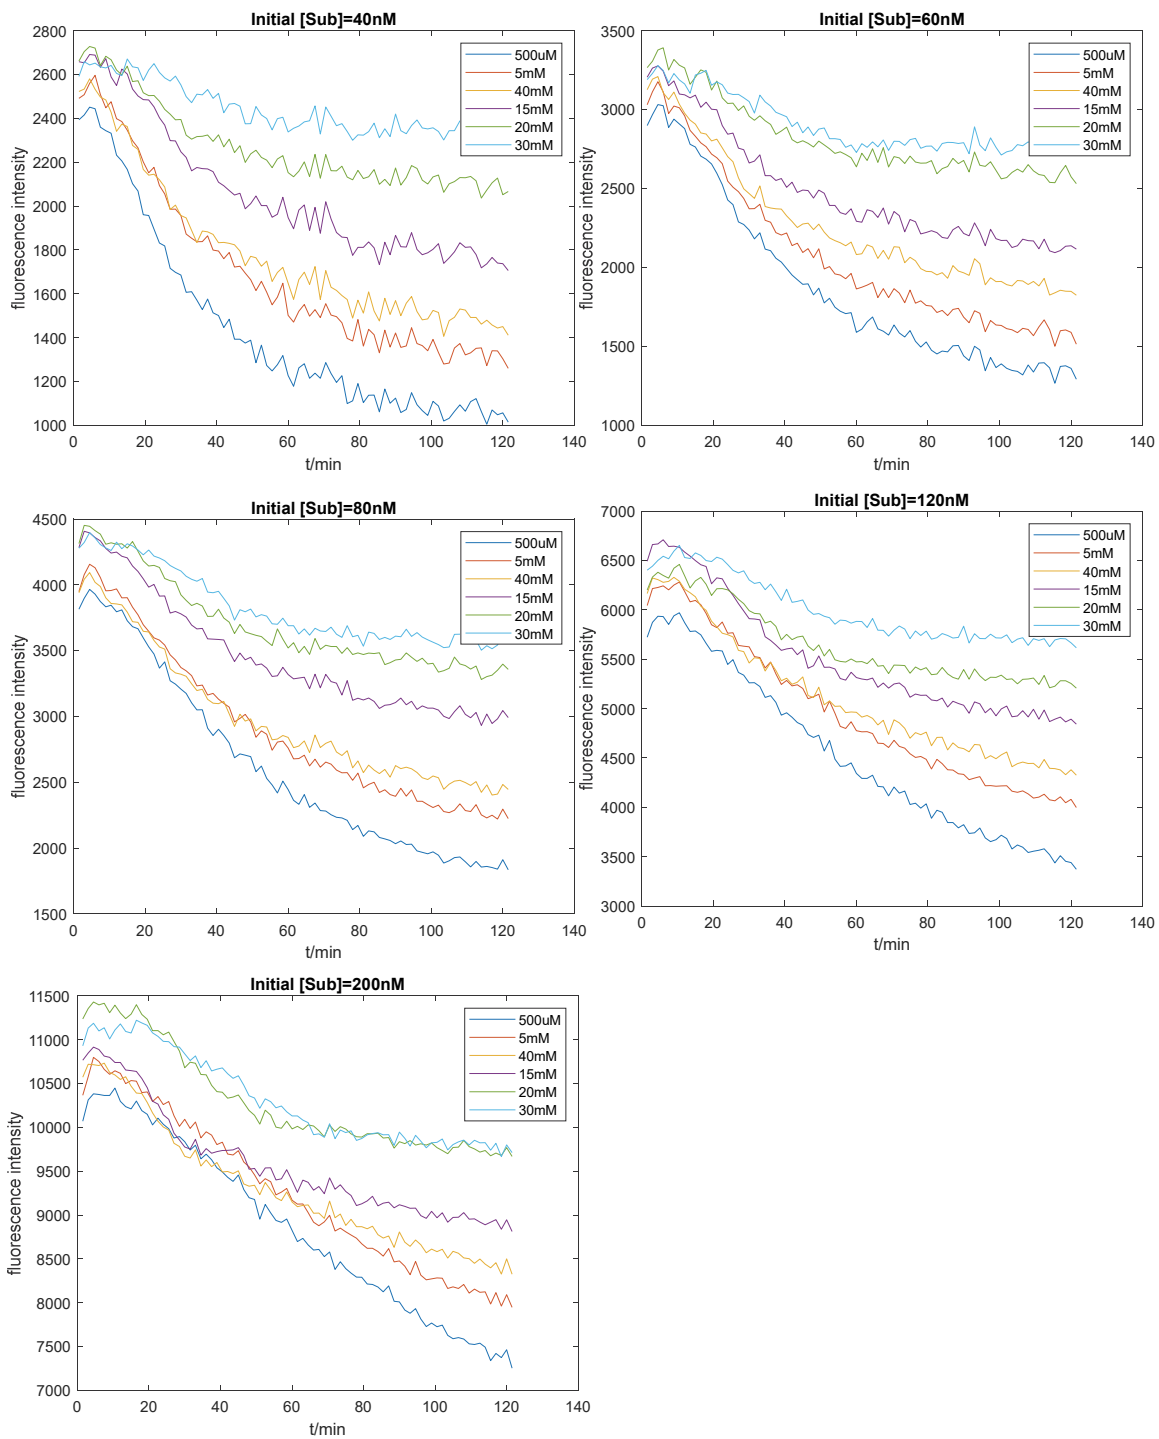 Initial [Sub]=40nM
fluorescence intensity
2800
2600
2400
2200
2000
1800
1600
1400
1200
1000
0
20
40
60
80
100
120
140
t/min
500uM
5mM
40mM
15mM
20mM
30mM
Initial [Sub]=60nM
fluorescence intensity
3500
3000
2500
2000
1500
1000
0
20
40
60
80
100
120
140
t/min
500uM
5mM
40mM
15mM
20mM
30mM
Initial [Sub]=80nM
fluorescence intensity
4500
4000
3500
3000
2500
2000
1500
0
20
40
60
80
100
120
140
t/min
500uM
5mM
40mM
15mM
20mM
30mM
Initial [Sub]=120nM
fluorescence intensity
7000
6500
6000
5500
5000
4500
4000
3500
3000
0
20
40
60
80
100
120
140
t/min
500uM
5mM
40mM
15mM
20mM
30mM
Initial [Sub]=200nM
fluorescence intensity
11500
11000
10500
10000
9500
9000
8500
8000
7500
7000
0
20
40
60
80
100
120
140
t/min
500uM
5mM
40mM
15mM
20mM
30mM